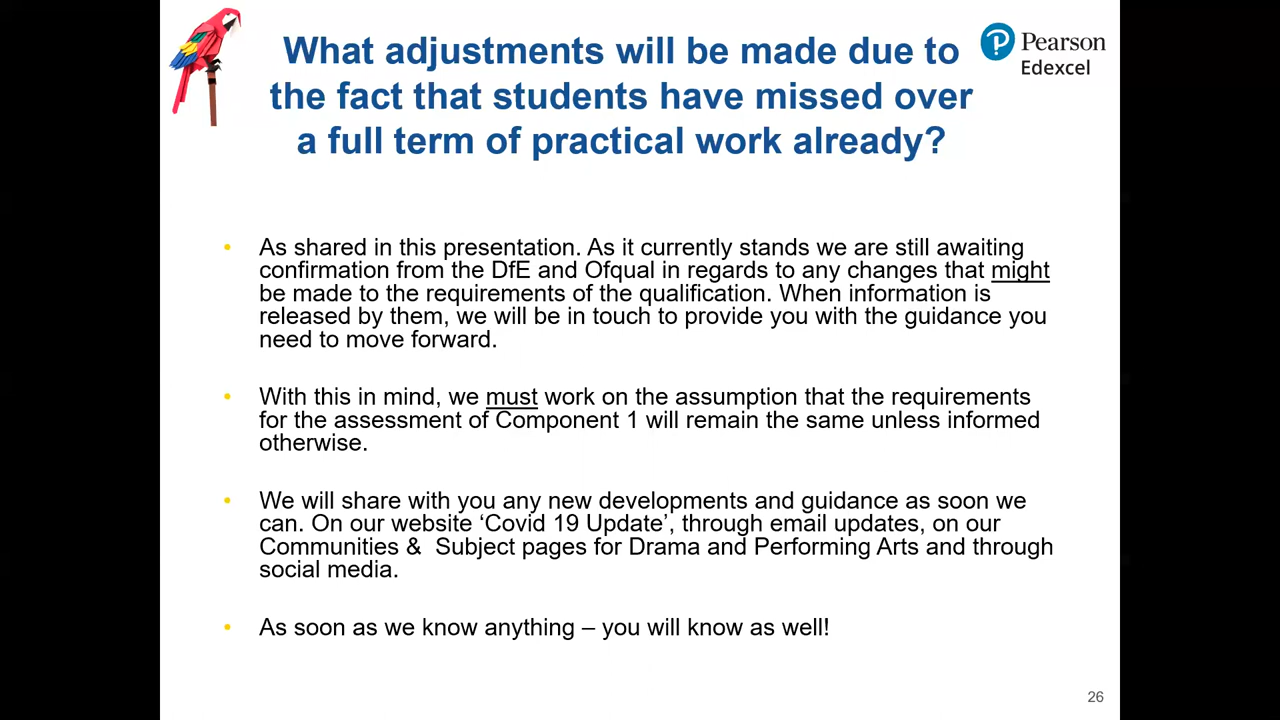 What adjustments will be made due to
the fact that students have missed over
a full term of practical work already?
Pearson
Edexcel
• As shared in this presentation. As it currently stands we are still awaiting
confirmation from the DfE and Ofqual in regards to any changes that might
be made to the requirements of the qualification. When information is
released by them, we will be in touch to provide you with the guidance you
need to move forward.
• With this in mind, we must work on the assumption that the requirements
for the assessment of Component 1 will remain the same unless informed
otherwise.
• We will share with you any new developments and guidance as soon we
can. On our website ‘Covid 19 Update’, through email updates, on our
Communities &  Subject pages for Drama and Performing Arts and through
social media.
• As soon as we know anything – you will know as well!
26